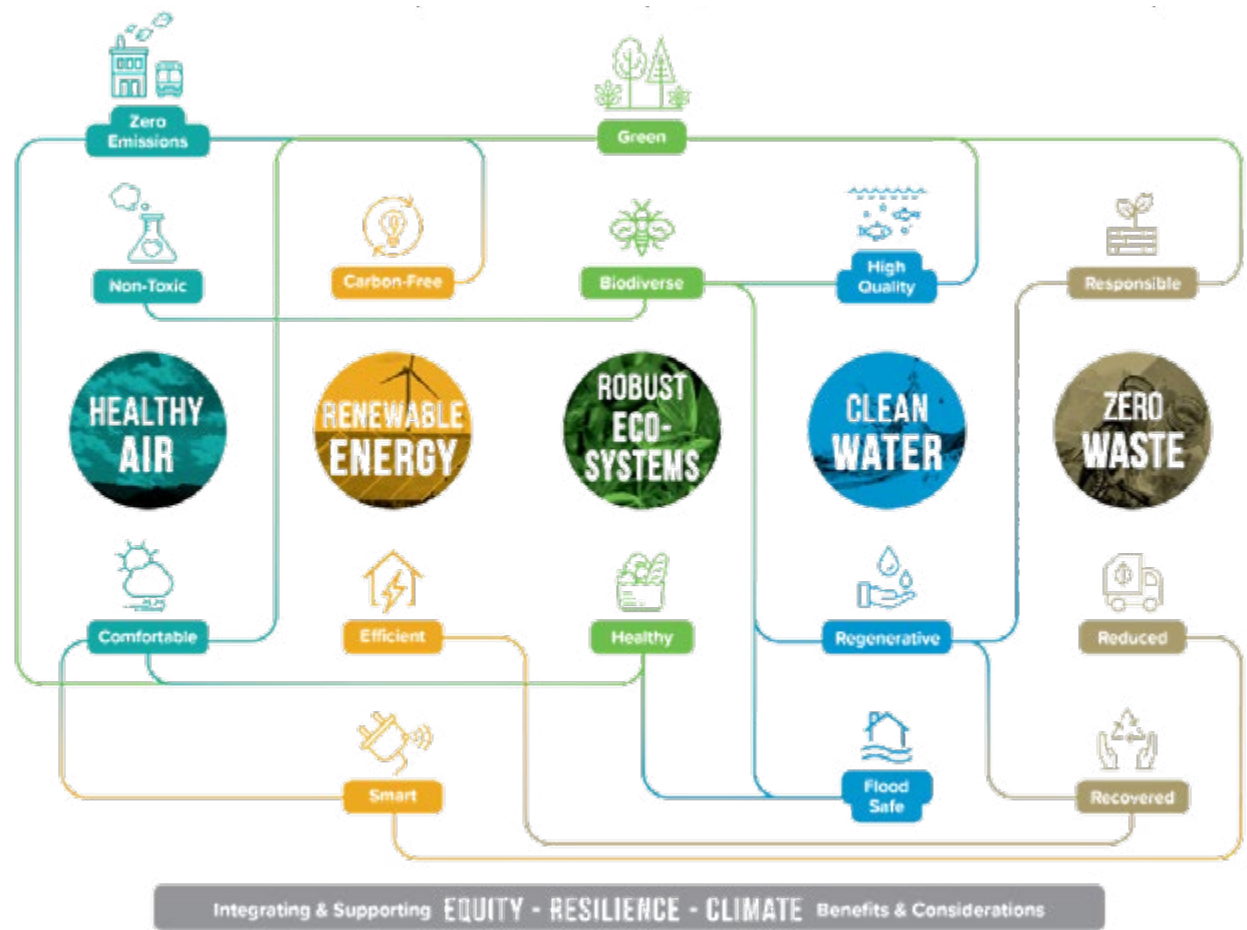 Zero
Emissions
Green
Non-Toxic
Carbon-Free
Biodiverse
High
Quality
Responsible
HEALTHY
AIR
RENEWABLE
ENERGY
ROBUST
ECO-
SYSTEMS
CLEAN
WATER
ZERO
WASTE
Comfortable
Efficient
Healthy
Regenerative
Reduced
Smart
Flood
Safe
Recovered
Integrating & Supporting EQUITY - RESILIENCE - CLIMATE Benefits & Considerations